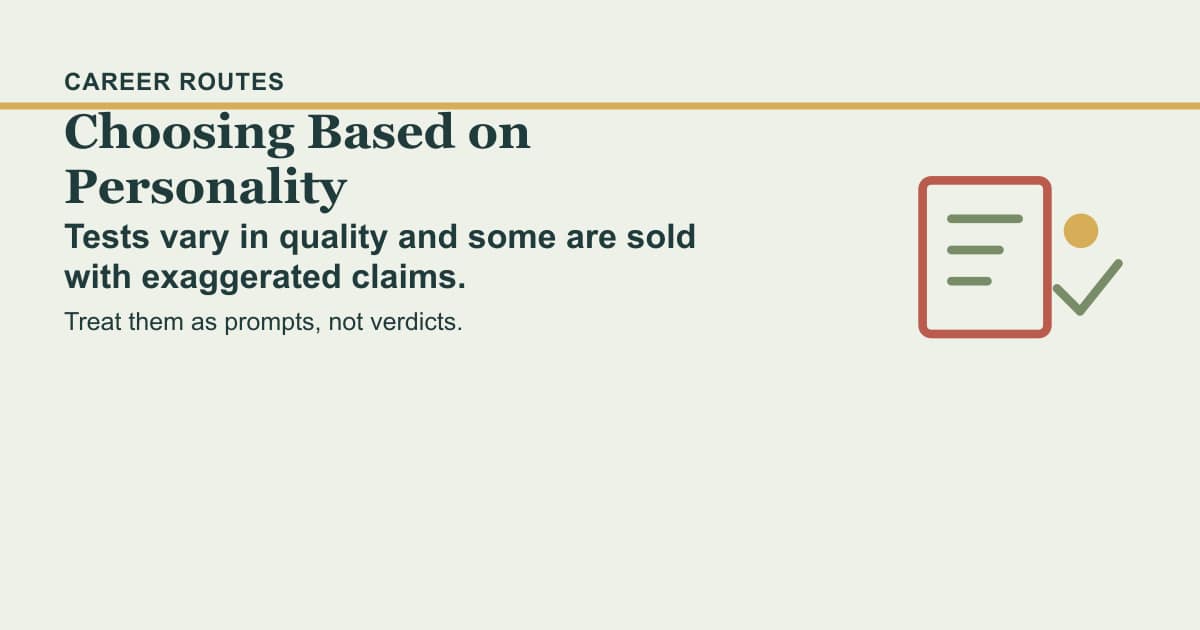 CAREER ROUTES
Choosing Based on
Personality
Tests vary in quality and some are sold
with exaggerated claims.
Treat them as prompts, not verdicts.